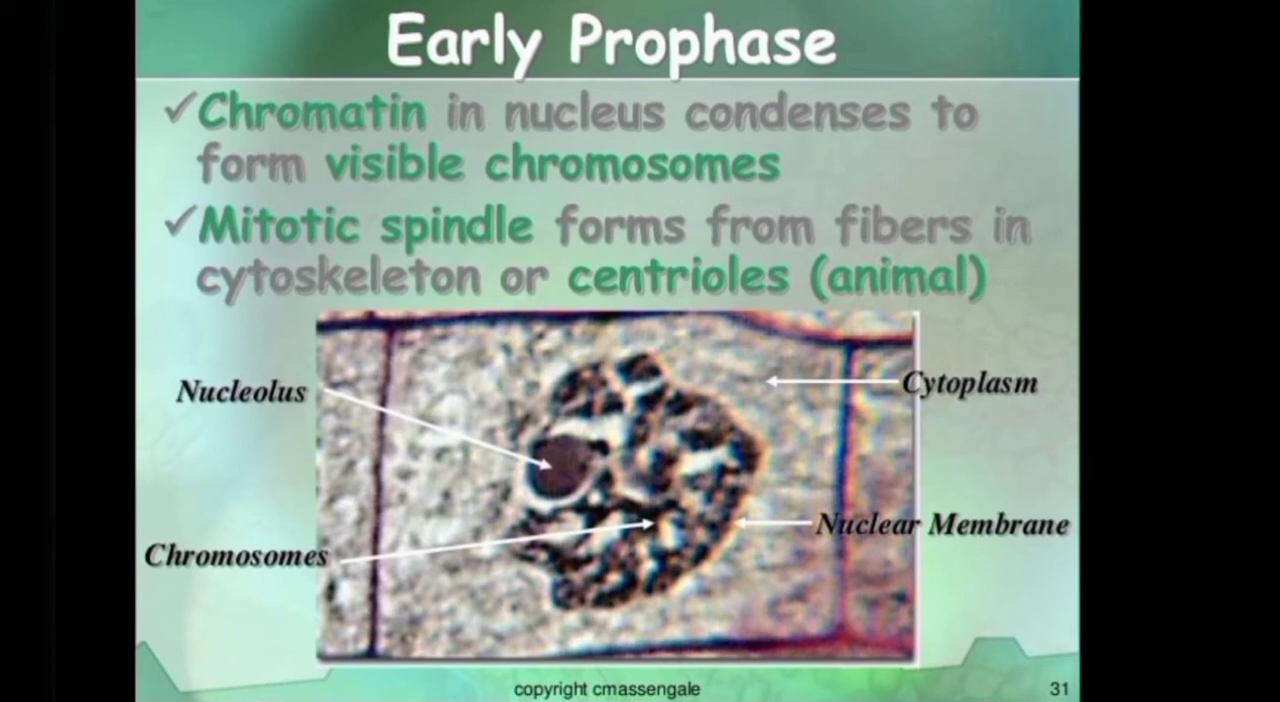 Early Prophase
✓Chromatin in nucleus condenses to
form visible chromosomes
✓Mitotic spindle forms from fibers in
cytoskeleton or centrioles (animal)
Nucleolus
Cytoplasm
Nuclear Membrane
Chromosomes
copyright cmassengale
31